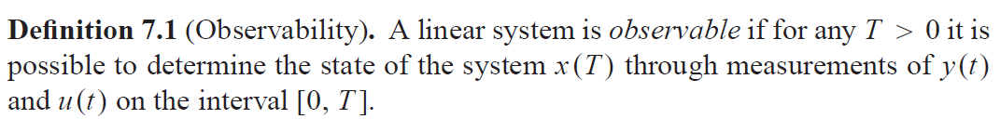 Definition 7.1 (Observability). A linear system is observable if for any T > 0 it is
possible to determine the state of the system x(T) through measurements of y(t)
and u(t) on the interval [0, T].